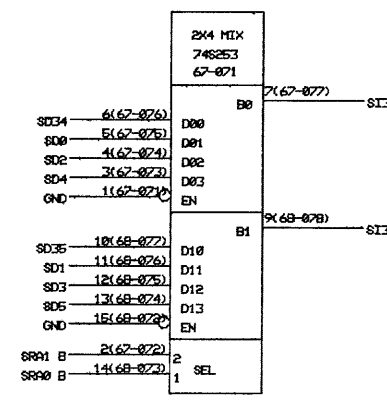 2X4 MIX
74S253
67-071
7(67-077)
B0
6(67-076)
SD34
D00
5(67-075)
SD0
D01
4(67-074)
SD2
D02
3(67-073)
SD4
D03
1(67-071)
GND
EN
9(68-078)
B1
10(68-077)
SD35
D10
11(68-076)
SD1
D11
12(68-075)
SD3
D12
13(68-074)
SD5
D13
15(68-072)
GND
EN
2(67-072)
SRA1 B
2
14(68-073)
SRA0 B
1
SEL